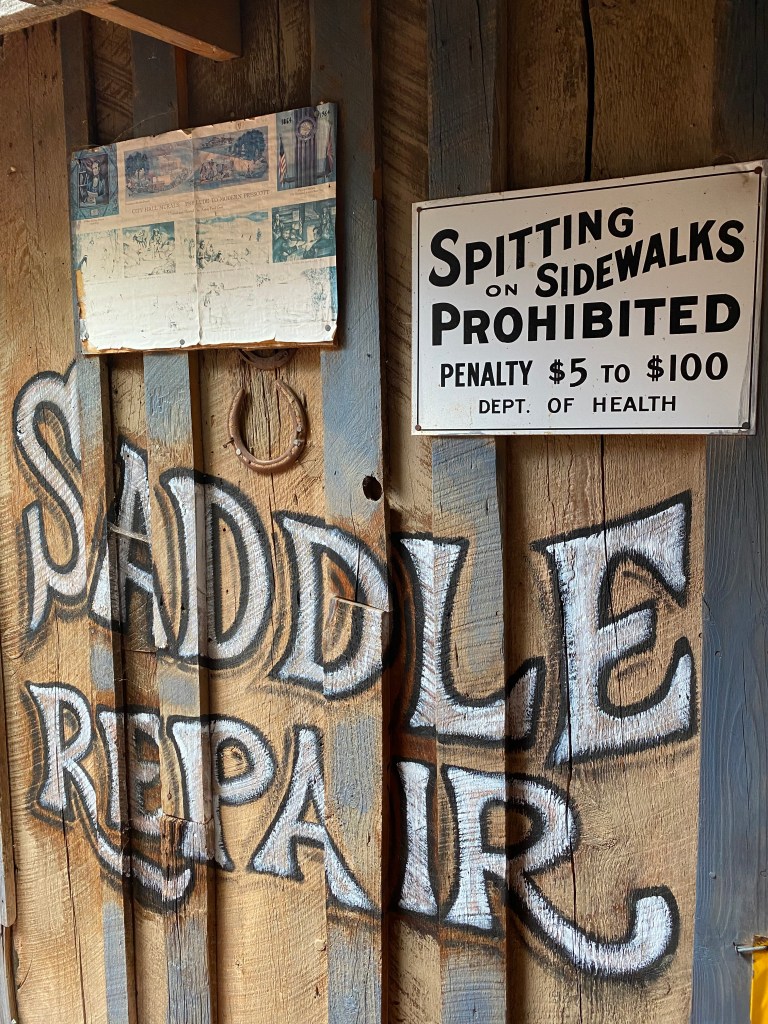 SPITTING
ON SIDEWALKS
PROHIBITED
PENALTY $5 TO $100
DEPT. OF HEALTH
SADDLE
REPAIR